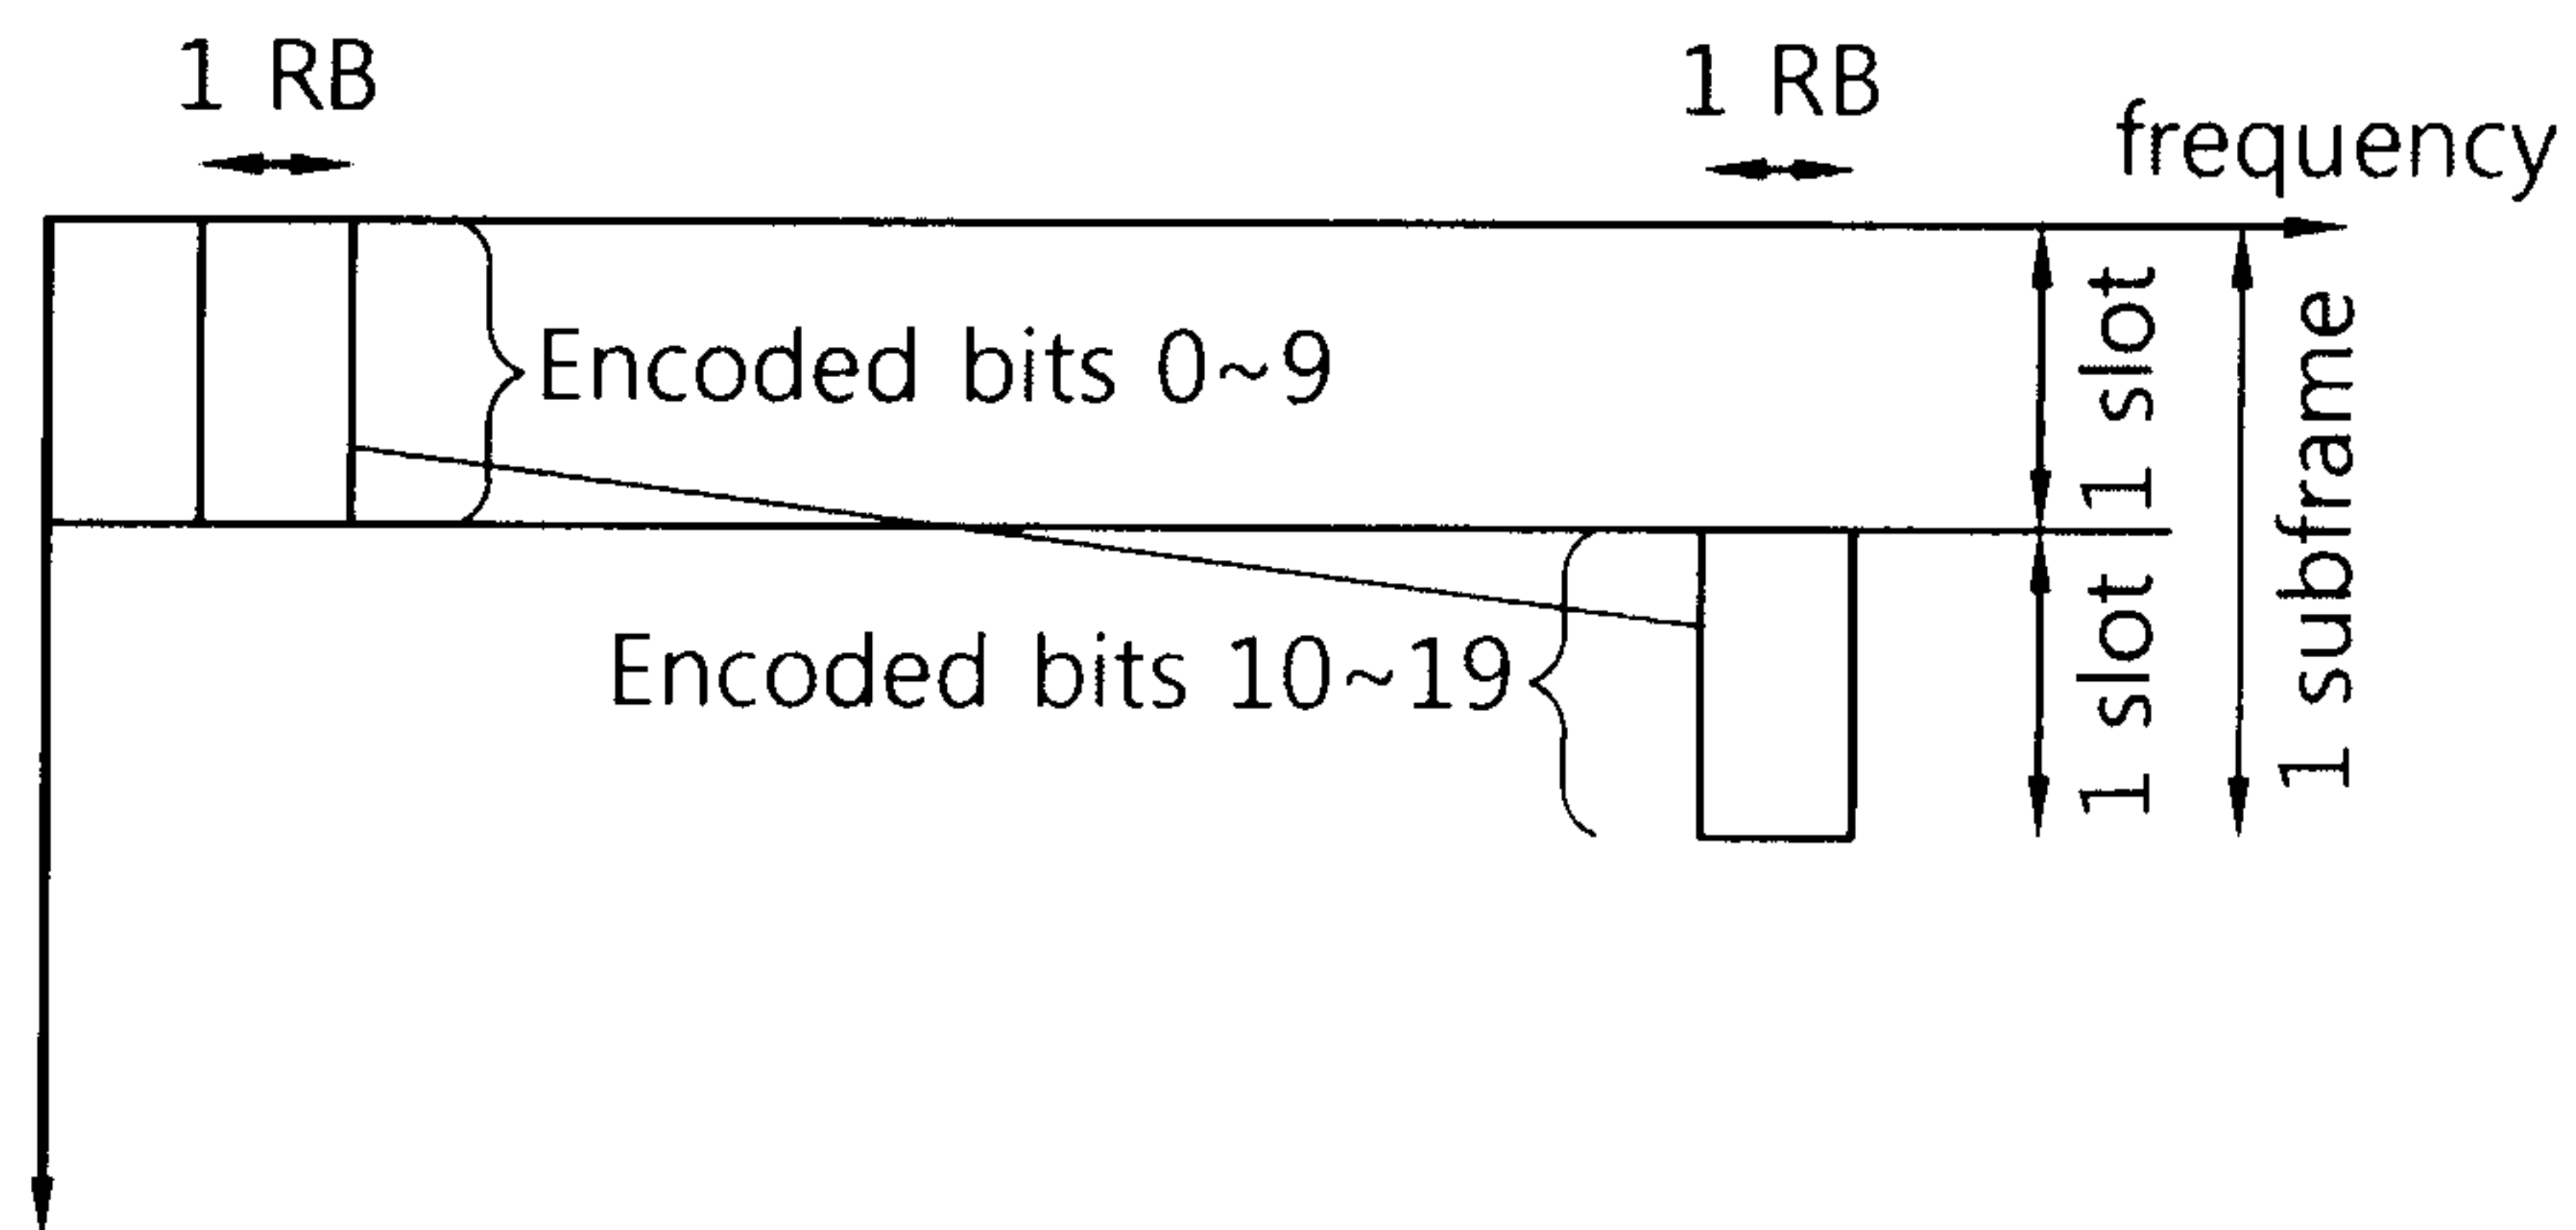 1 RB
1 RB
frequency
Encoded bits 0~9
1 slot
Encoded bits 10~19
1 slot
1 subframe